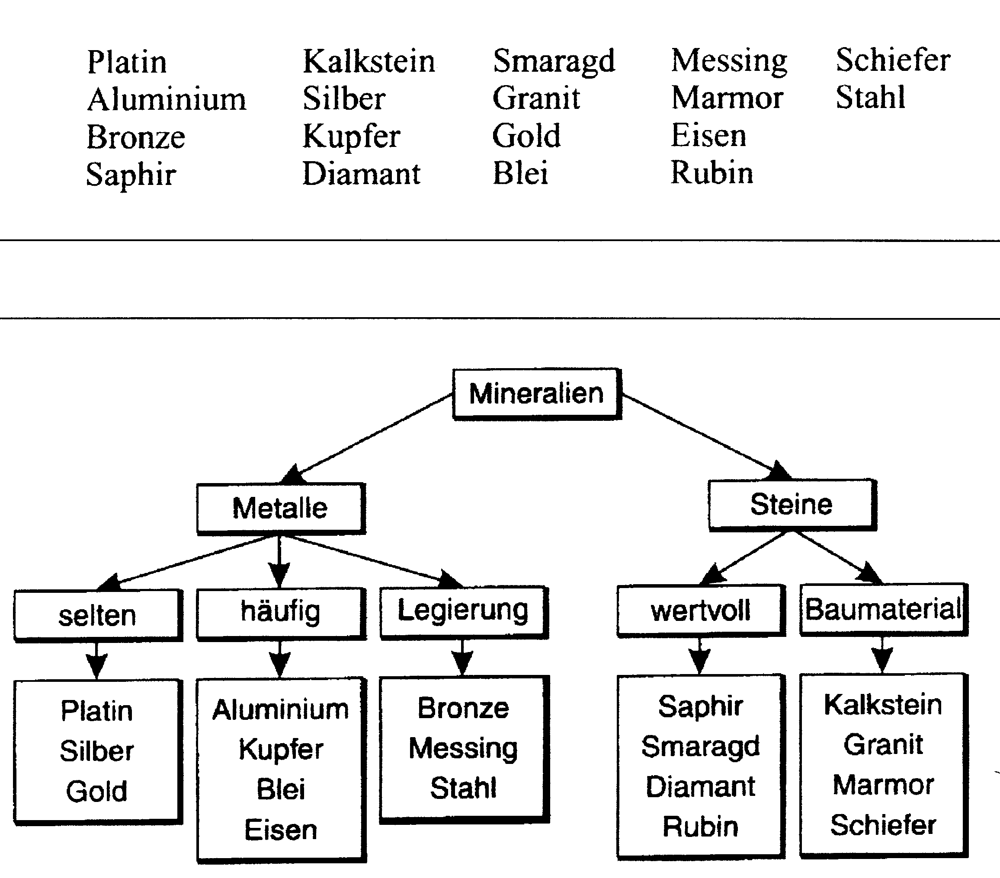 Platin Kalkstein Smaragd Messing Schiefer
Aluminium Silber Granit Marmor Stahl
Bronze Kupfer Gold Eisen
Saphir Diamant Blei Rubin
Mineralien
Metalle Steine
selten häufig Legierung wertvoll Baumaterial
Platin
Silber
Gold
Aluminium
Kupfer
Blei
Eisen
Bronze
Messing
Stahl
Saphir
Smaragd
Diamant
Rubin
Kalkstein
Granit
Marmor
Schiefer